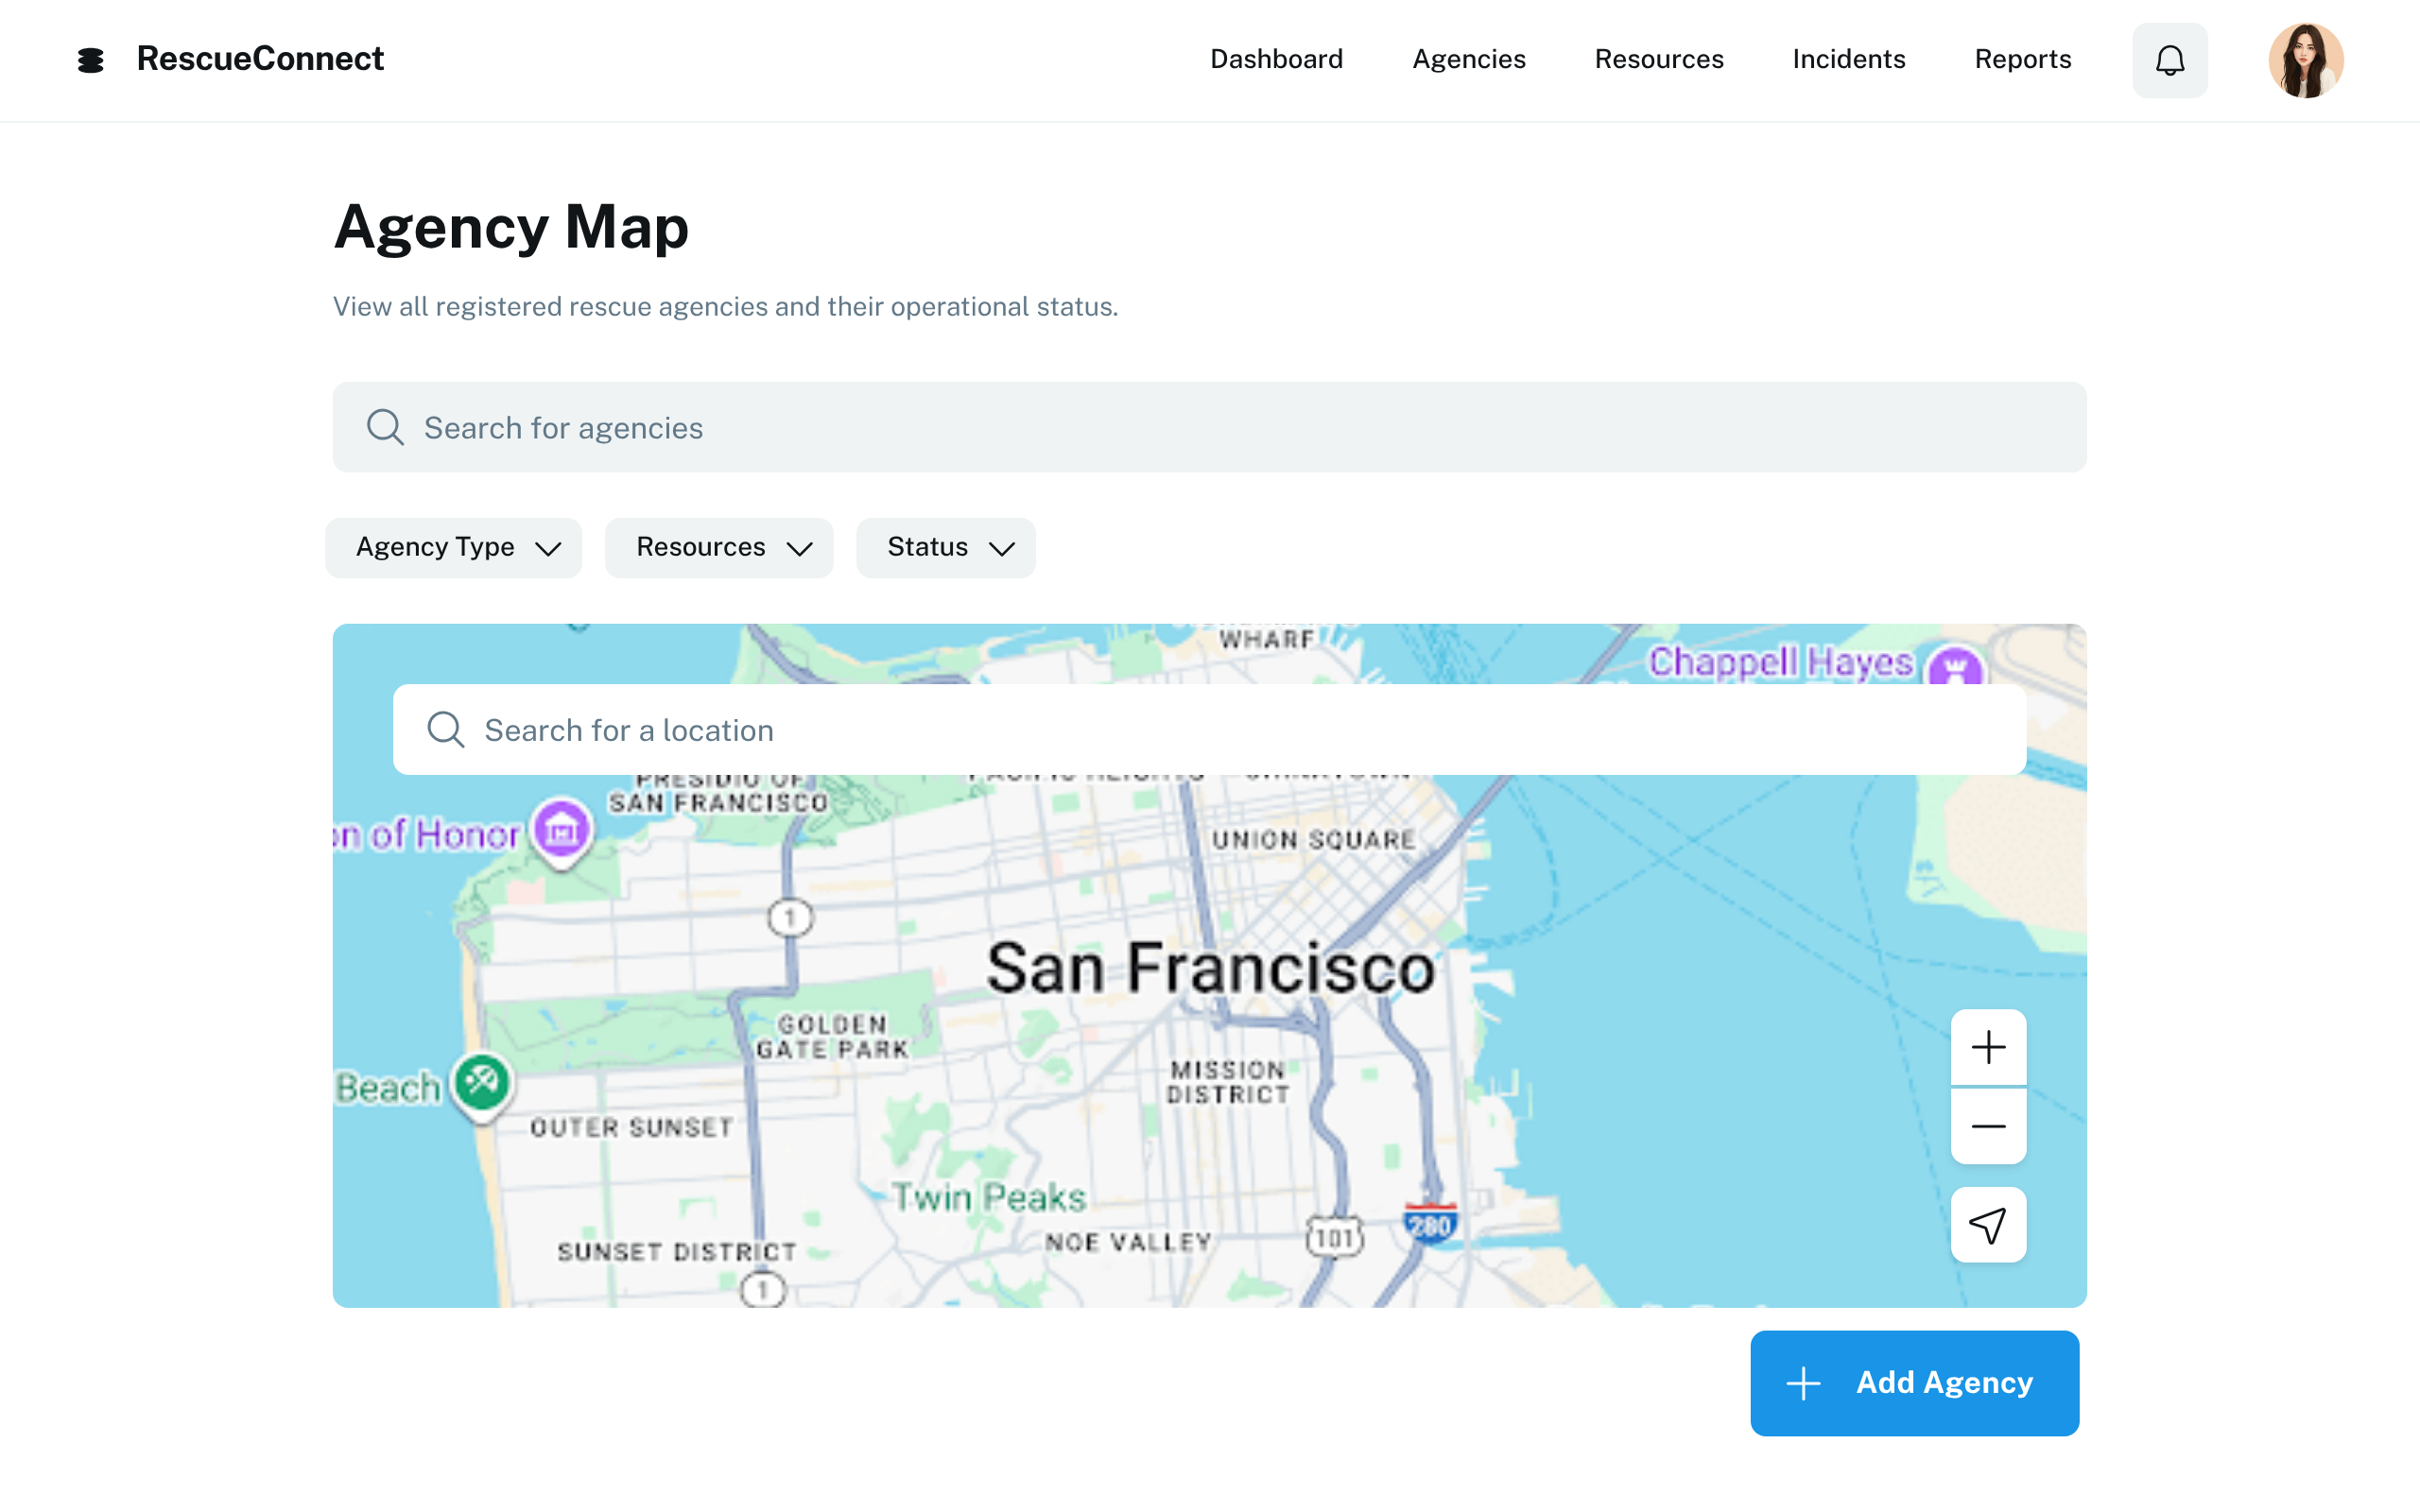 RescueConnect
Dashboard
Agencies
Resources
Incidents
Reports
Agency Map
View all registered rescue agencies and their operational status.
Search for agencies
Agency Type
Resources
Status
WHARF
Chappell Hayes
Search for a location
PRESIDIO OF
SAN FRANCISCO
on of Honor
UNION SQUARE
1
San Francisco
GOLDEN
GATE PARK
Beach
MISSION
DISTRICT
OUTER SUNSET
Twin Peaks
280
101
NOE VALLEY
SUNSET DISTRICT
1
Add Agency